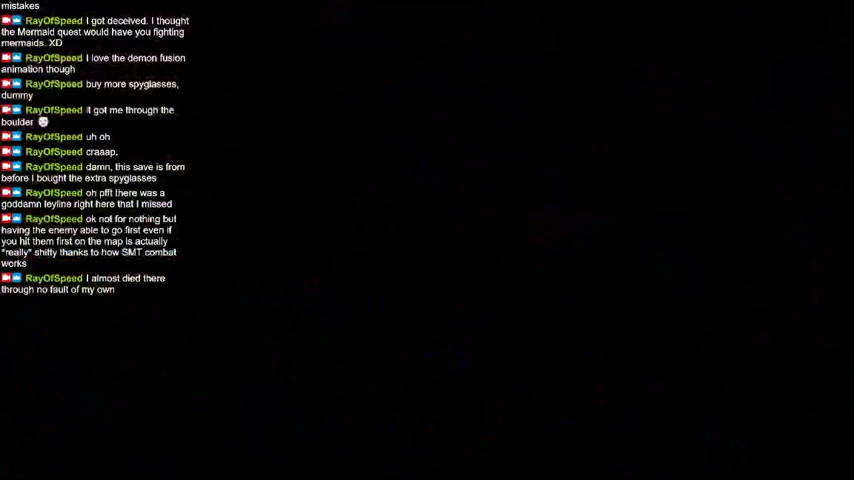 mistakes
RayOfSpeed I got deceived. I thought
the Mermaid quest would have you fighting
mermaids. XD
RayOfSpeed I love the demon fusion
animation though
RayOfSpeed buy more spyglasses,
dummy
RayOfSpeed It got me through the
boulder
RayOfSpeed uh oh
RayOfSpeed craaap.
RayOfSpeed damn, this save is from
before I bought the extra spyglasses
RayOfSpeed oh pfft there was a
goddamn leyline right here that I missed
RayOfSpeed ok not for nothing but
having the enemy able to go first even if
you hit them first on the map is actually
*really* shitty thanks to how SMT combat
works
RayOfSpeed I almost died there
through no fault of my own